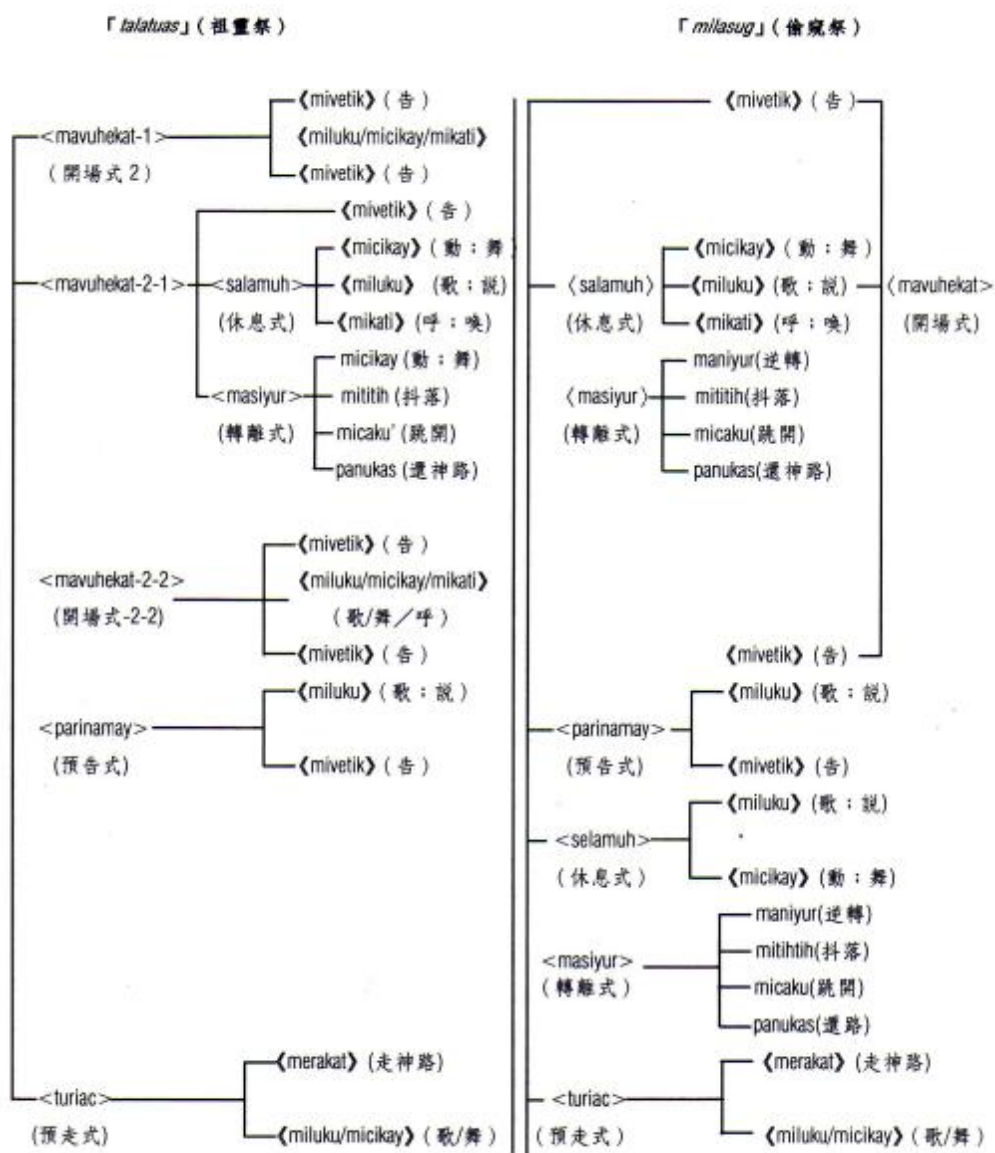 「talatuas」(祖靈祭)
《mivetik》(告)
<mavuhekat-1>
《miluku/micikay/mikati》
(開場式2)
《mivetik》(告)
《mivetik》(告)
《micikay》(動:舞)
<mavuhekat-2-1>
<salamuh>
《miluku》(歌:説)
(休息式)
《mikati》(呼:喚)
micikay(動:舞)
<masiyur>
mititih(抖落)
(轉離式)
micaku'(跳開)
panukas(還神路)
《mivetik》(告)
<mavuhekat-2-2>
《miluku/micikay/mikati》
(開場式-2-2)
(歌/舞/呼)
《mivetik》(告)
《miluku》(歌:説)
<parinamay>
(預告式)
《mivetik》(告)
《merakat》(走神路)
<turiac>
(預走式)
《miluku/micikay》(歌/舞)
「milasug」(偷窺祭)
《mivetik》(告)
《micikay》(動:舞)
〈salamuh〉
《miluku》(歌:説)
〈mavuhekat〉
(休息式)
《mikati》(呼:喚)
(開場式)
maniyur(逆轉)
〈masiyur〉
mititih(抖落)
(轉離式)
micaku(跳開)
panukas(還神路)
《mivetik》(告)
《miluku》(歌:説)
<parinamay>
(預告式)
《mivetik》(告)
《miluku》(歌:説)
<selamuh>
(休息式)
《micikay》(動:舞)
maniyur(逆轉)
mitihtih(抖落)
<masiyur>
(轉離式)
micaku(跳開)
panukas(還路)
《merakat》(走神路)
<turiac>
(預走式)
《miluku/micikay》(歌/舞)